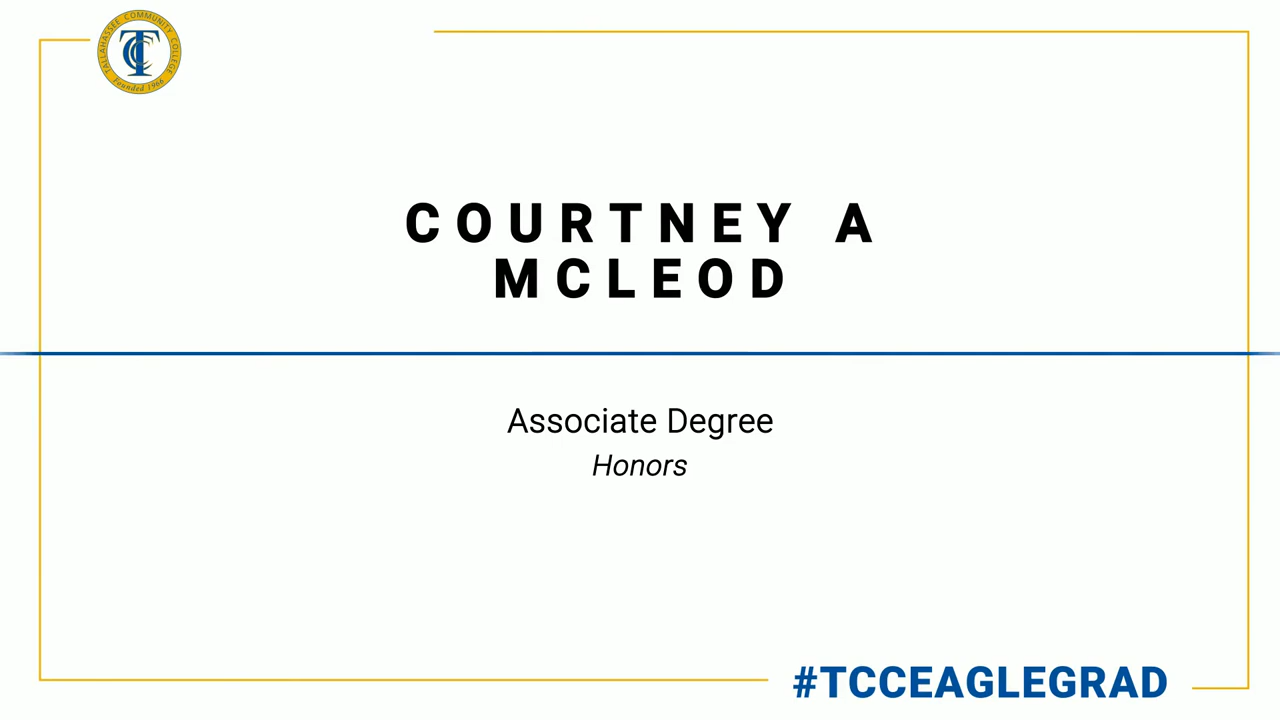 TALLAHASSEE COMMUNITY COLLEGE
TCC
Founded 1966
COURTNEY A
MCLEOD
Associate Degree
Honors
#TCCEAGLEGRAD